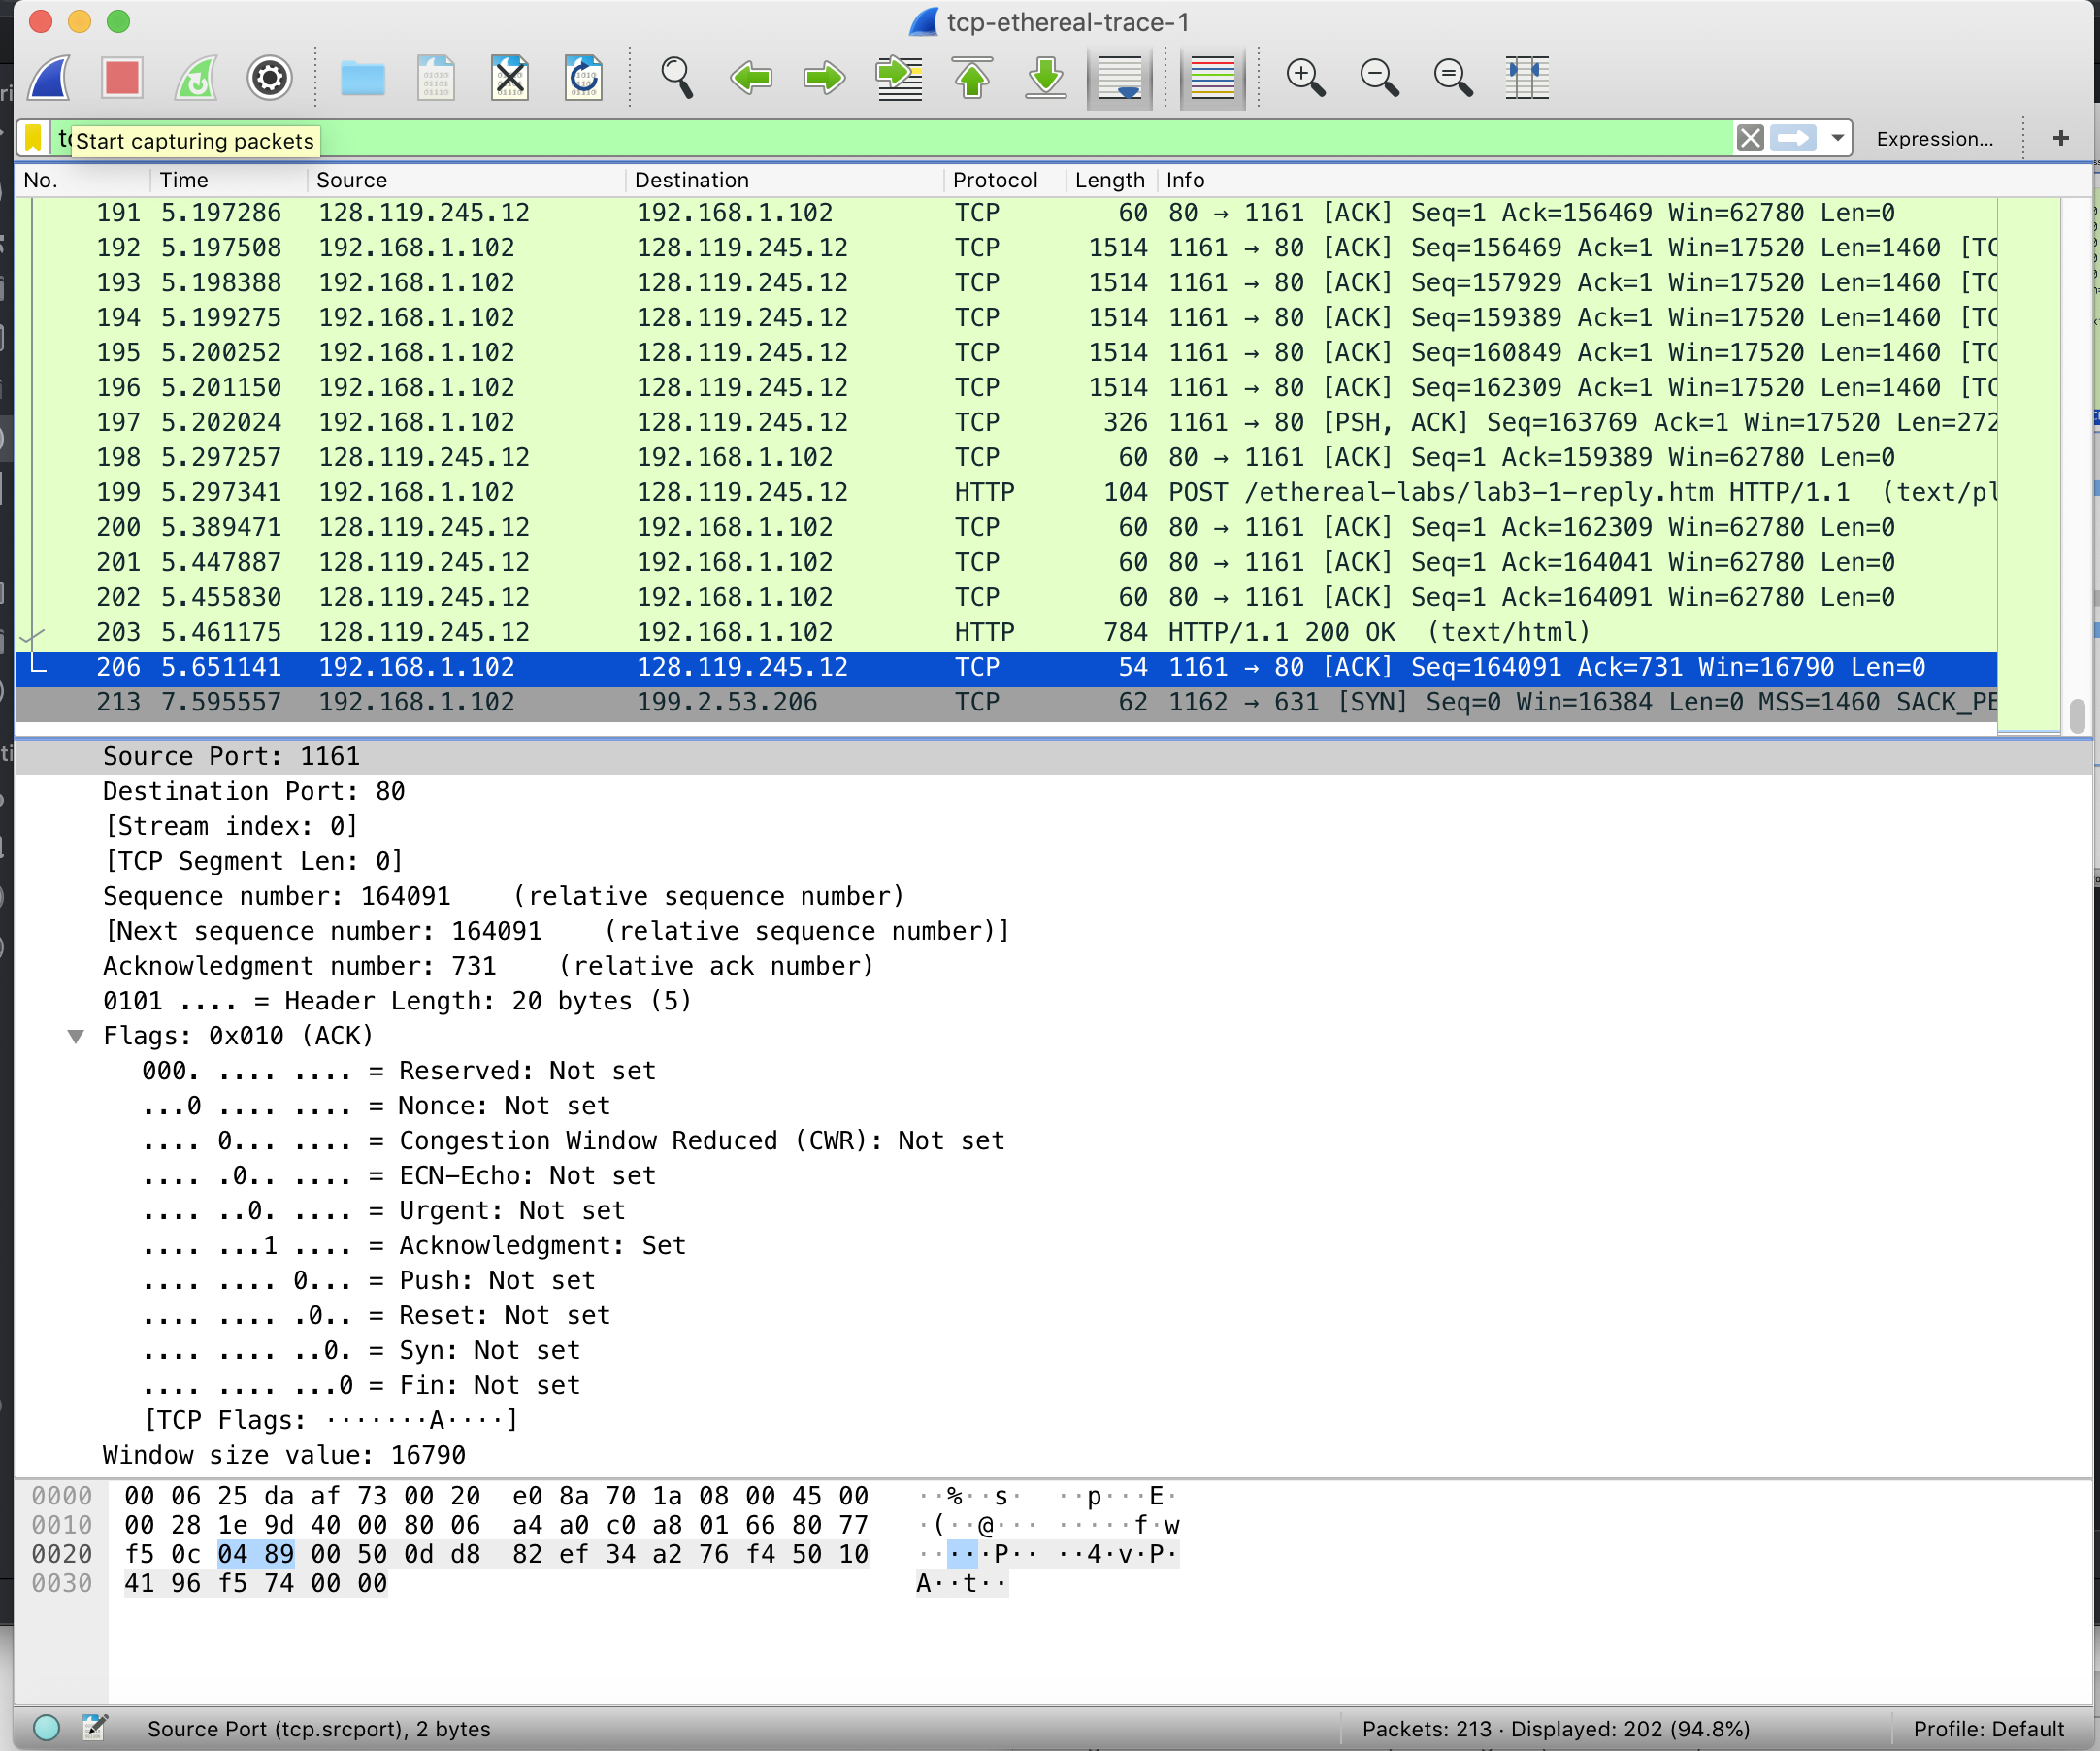 tcp-ethereal-trace-1
Start capturing packets
Expression... +
No. Time Source Destination Protocol Length Info
191 5.197286 128.119.245.12 192.168.1.102 TCP 60 80 → 1161 [ACK] Seq=1 Ack=156469 Win=62780 Len=0
192 5.197508 192.168.1.102 128.119.245.12 TCP 1514 1161 → 80 [ACK] Seq=156469 Ack=1 Win=17520 Len=1460 [TC
193 5.198388 192.168.1.102 128.119.245.12 TCP 1514 1161 → 80 [ACK] Seq=157929 Ack=1 Win=17520 Len=1460 [TC
194 5.199275 192.168.1.102 128.119.245.12 TCP 1514 1161 → 80 [ACK] Seq=159389 Ack=1 Win=17520 Len=1460 [TC
195 5.200252 192.168.1.102 128.119.245.12 TCP 1514 1161 → 80 [ACK] Seq=160849 Ack=1 Win=17520 Len=1460 [TC
196 5.201150 192.168.1.102 128.119.245.12 TCP 1514 1161 → 80 [ACK] Seq=162309 Ack=1 Win=17520 Len=1460 [TC
197 5.202024 192.168.1.102 128.119.245.12 TCP 326 1161 → 80 [PSH, ACK] Seq=163769 Ack=1 Win=17520 Len=272
198 5.297257 128.119.245.12 192.168.1.102 TCP 60 80 → 1161 [ACK] Seq=1 Ack=159389 Win=62780 Len=0
199 5.297341 192.168.1.102 128.119.245.12 HTTP 104 POST /ethereal-labs/lab3-1-reply.htm HTTP/1.1 (text/pl
200 5.389471 128.119.245.12 192.168.1.102 TCP 60 80 → 1161 [ACK] Seq=1 Ack=162309 Win=62780 Len=0
201 5.447887 128.119.245.12 192.168.1.102 TCP 60 80 → 1161 [ACK] Seq=1 Ack=164041 Win=62780 Len=0
202 5.455830 128.119.245.12 192.168.1.102 TCP 60 80 → 1161 [ACK] Seq=1 Ack=164091 Win=62780 Len=0
203 5.461175 128.119.245.12 192.168.1.102 HTTP 784 HTTP/1.1 200 OK (text/html)
206 5.651141 192.168.1.102 128.119.245.12 TCP 54 1161 → 80 [ACK] Seq=164091 Ack=731 Win=16790 Len=0
213 7.595557 192.168.1.102 199.2.53.206 TCP 62 1162 → 631 [SYN] Seq=0 Win=16384 Len=0 MSS=1460 SACK_PE
Source Port: 1161
Destination Port: 80
[Stream index: 0]
[TCP Segment Len: 0]
Sequence number: 164091 (relative sequence number)
[Next sequence number: 164091 (relative sequence number)]
Acknowledgment number: 731 (relative ack number)
0101 .... = Header Length: 20 bytes (5)
Flags: 0x010 (ACK)
000. .... .... = Reserved: Not set
...0 .... .... = Nonce: Not set
.... 0... .... = Congestion Window Reduced (CWR): Not set
.... .0.. .... = ECN-Echo: Not set
.... ..0. .... = Urgent: Not set
.... ...1 .... = Acknowledgment: Set
.... .... 0... = Push: Not set
.... .... .0.. = Reset: Not set
.... .... ..0. = Syn: Not set
.... .... ...0 = Fin: Not set
[TCP Flags: ·······A····]
Window size value: 16790
0000 00 06 25 da af 73 00 20 e0 8a 70 1a 08 00 45 00 ··%··s·  ··p···E·
0010 00 28 1e 9d 40 00 80 06 a4 a0 c0 a8 01 66 80 77 ·(··@··· ·····f·w
0020 f5 0c 04 89 00 50 0d d8 82 ef 34 a2 76 f4 50 10 ·····P·· ··4·v·P·
0030 41 96 f5 74 00 00 A··t··
Source Port (tcp.srcport), 2 bytes
Packets: 213 · Displayed: 202 (94.8%)
Profile: Default